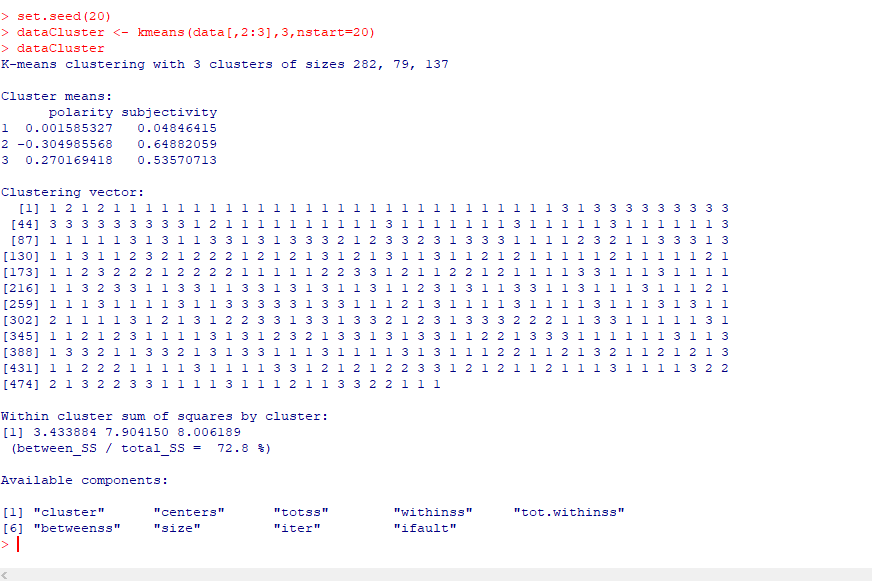 > set.seed(20)
> dataCluster <- kmeans(data[,2:3],3,nstart=20)
> dataCluster
K-means clustering with 3 clusters of sizes 282, 79, 137
Cluster means:
polarity subjectivity
1 0.001585327 0.04846415
2 -0.304985568 0.64882059
3 0.270169418 0.53570713
Clustering vector:
[1] 1 2 1 2 1 1 1 1 1 1 1 1 1 1 1 1 1 1 1 1 1 1 1 1 1 1 1 1 1 1 1 1 3 1 3 3 3 3 3 3 3 3 3
[44] 3 3 3 3 3 3 3 3 3 1 2 1 1 1 1 1 1 1 1 1 1 3 1 1 1 1 1 1 1 3 1 1 1 1 1 3 1 1 1 1 1 1 1 3
[87] 1 1 1 1 1 3 1 3 1 1 3 3 1 3 1 3 3 3 2 1 2 3 3 2 3 1 3 3 3 1 1 1 1 2 3 2 1 1 3 3 3 1 3
[130] 1 1 3 1 1 2 3 2 1 2 2 2 1 2 1 2 1 3 1 2 1 3 1 1 3 1 1 2 1 2 1 1 1 1 1 2 1 1 1 1 1 1 2 1
[173] 1 1 2 3 2 2 2 1 2 2 2 2 1 1 1 1 1 2 2 3 3 1 2 1 1 2 2 1 2 1 1 1 1 3 3 1 1 1 3 1 1 1 1
[216] 1 1 3 2 3 3 1 1 3 3 1 1 3 3 1 3 1 3 1 1 3 1 1 2 3 1 3 1 1 3 3 1 1 3 1 1 1 3 1 1 1 2 1
[259] 1 1 1 3 1 1 1 1 3 1 1 3 3 3 3 3 1 3 3 1 1 1 2 1 3 1 1 1 1 3 1 1 1 1 3 1 1 1 3 1 3 1 1
[302] 2 1 1 1 1 3 1 2 1 3 1 2 2 3 3 1 3 3 1 3 3 2 1 2 3 1 3 3 3 2 2 2 1 1 3 3 1 1 1 1 1 3 1
[345] 1 1 2 1 2 3 1 1 1 1 3 1 3 1 2 3 2 1 3 3 1 3 1 3 3 1 1 2 2 1 3 3 3 1 1 1 1 1 1 3 1 1 3
[388] 1 3 3 2 1 1 3 3 2 1 3 1 3 3 1 1 1 3 1 1 1 1 3 1 3 1 1 1 2 2 1 1 2 1 3 2 1 1 2 1 2 1 3
[431] 1 1 2 2 2 1 1 1 1 3 1 1 1 1 3 3 1 2 1 2 1 2 2 3 3 1 2 1 2 1 1 2 1 1 1 3 1 1 1 1 3 2 2
[474] 2 1 3 2 2 3 3 1 1 1 1 3 1 1 1 2 1 1 3 3 2 2 1 1 1
Within cluster sum of squares by cluster:
[1] 3.433884 7.904150 8.006189
(between_SS / total_SS = 72.8 %)
Available components:
[1] "cluster" "centers" "totss" "withinss" "tot.withinss"
[6] "betweenss" "size" "iter" "ifault"
>